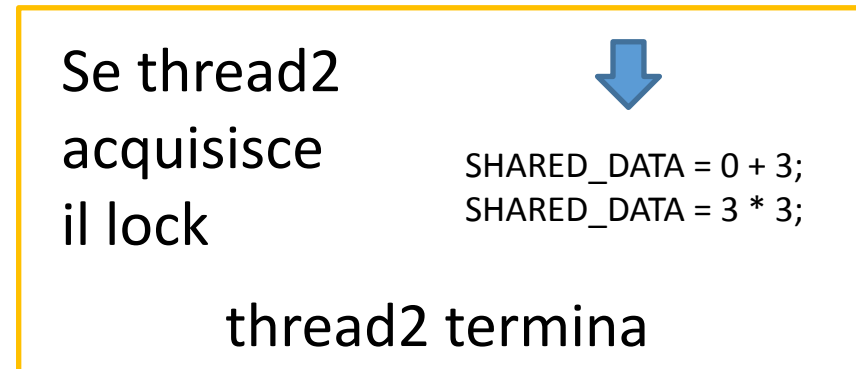 Se thread2
acquisisce
il lock
SHARED_DATA = 0 + 3;
SHARED_DATA = 3 * 3;
thread2 termina